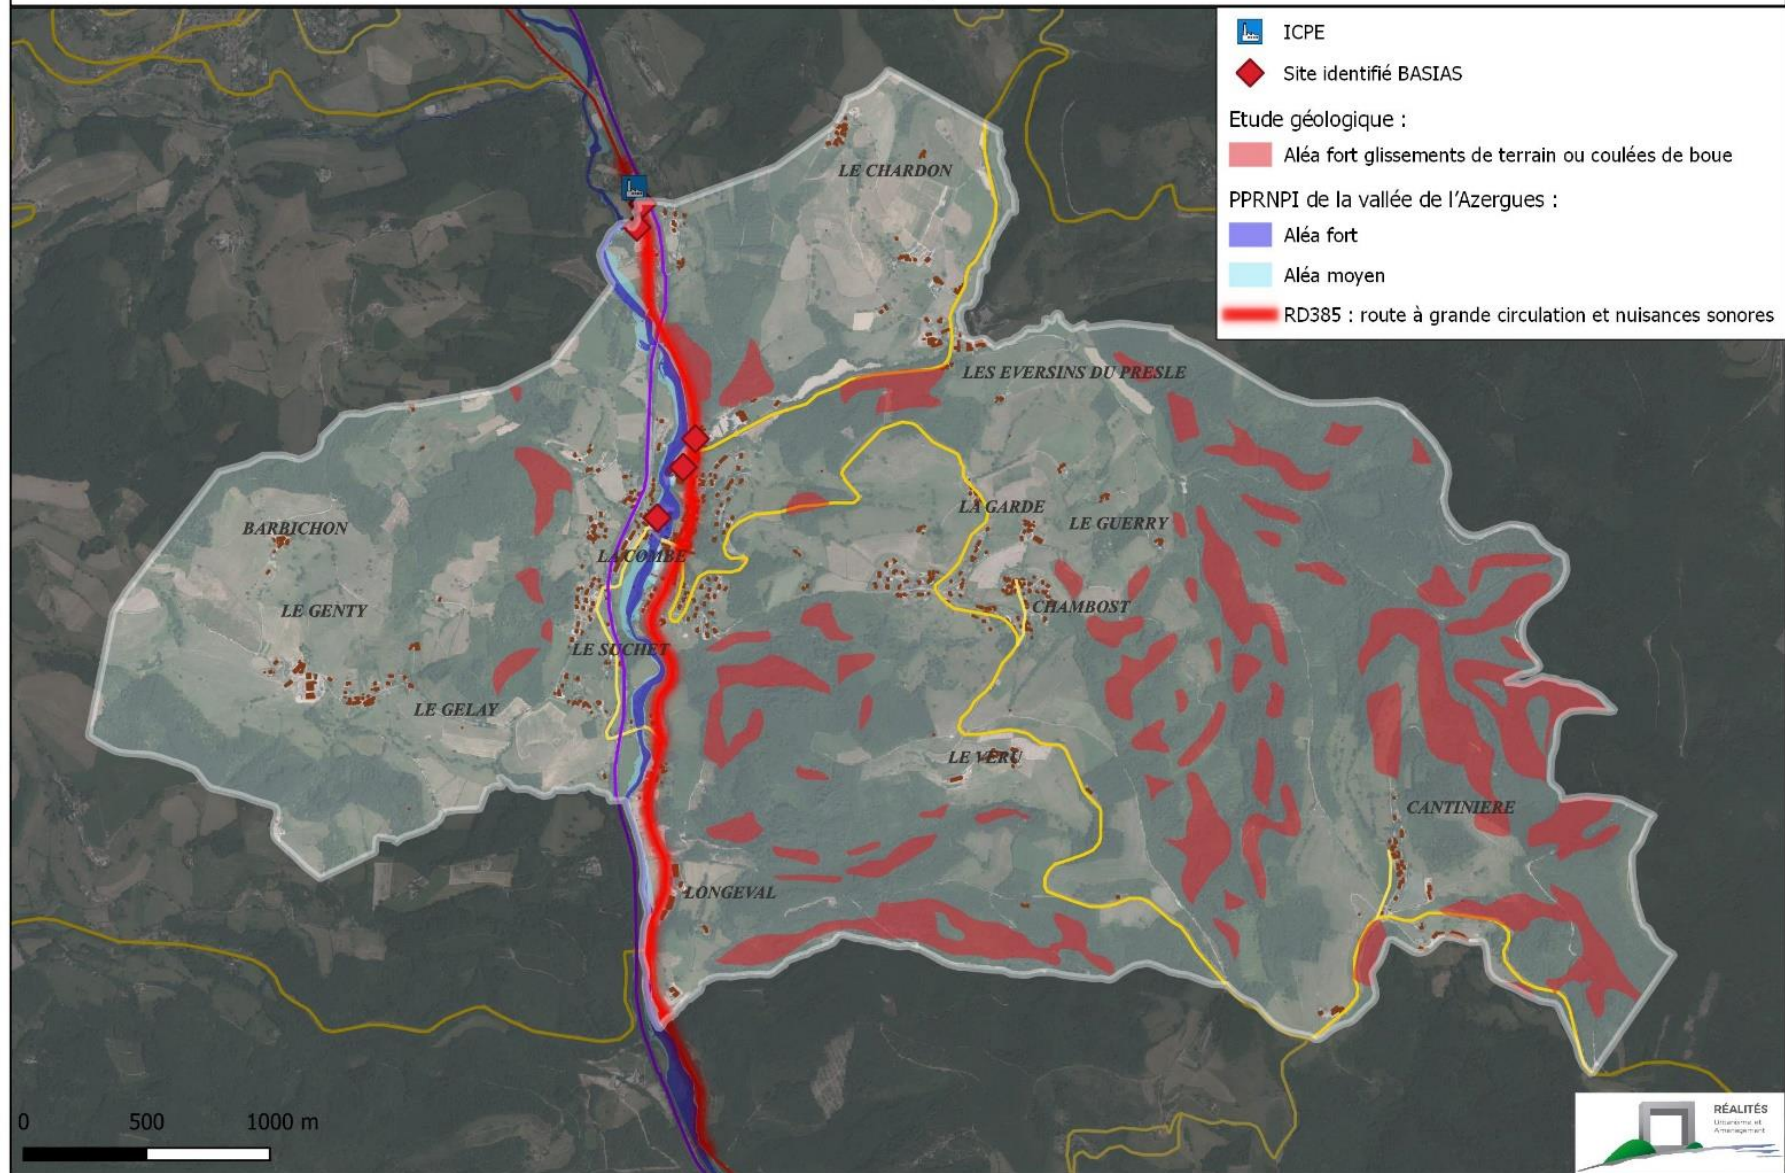 ICPE
Site identifié BASIAS
Etude géologique :
Aléa fort glissements de terrain ou coulées de boue
PPRNPI de la vallée de l'Azergues :
Aléa fort
Aléa moyen
RD385 : route à grande circulation et nuisances sonores
LE CHARDON
LES EVERSINS DU PRESLE
LA GARDE
LE GUERRY
BARBICHON
LA COMBE
LE GENTY
CHAMBOST
LE SUCHET
LE GELAY
LE VERU
CANTINIERE
LONGEVAL
0 500 1000 m
RÉALITÉS
Urbanisme et
Aménagement